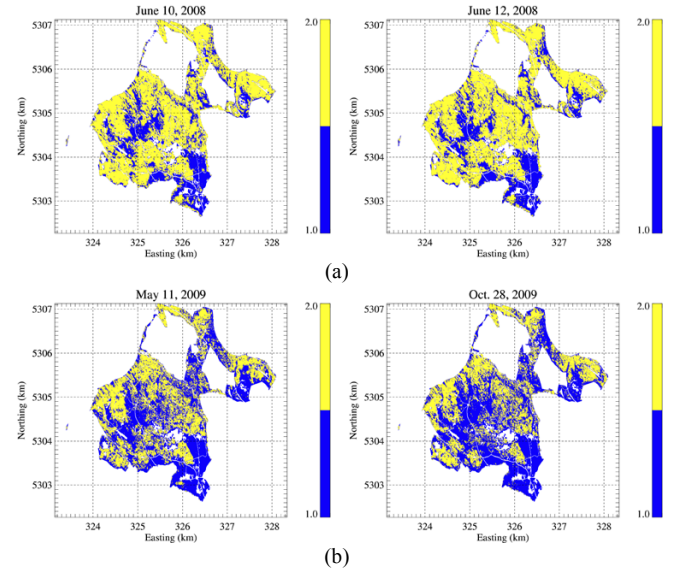 June 10, 2008
June 12, 2008
5307
5306
5305
5304
5303
Northing (km)
324 325 326 327 328
Easting (km)
2.0
1.0
5307
5306
5305
5304
5303
Northing (km)
324 325 326 327 328
Easting (km)
2.0
1.0
(a)
May 11, 2009
Oct. 28, 2009
5307
5306
5305
5304
5303
Northing (km)
324 325 326 327 328
Easting (km)
2.0
1.0
5307
5306
5305
5304
5303
Northing (km)
324 325 326 327 328
Easting (km)
2.0
1.0
(b)